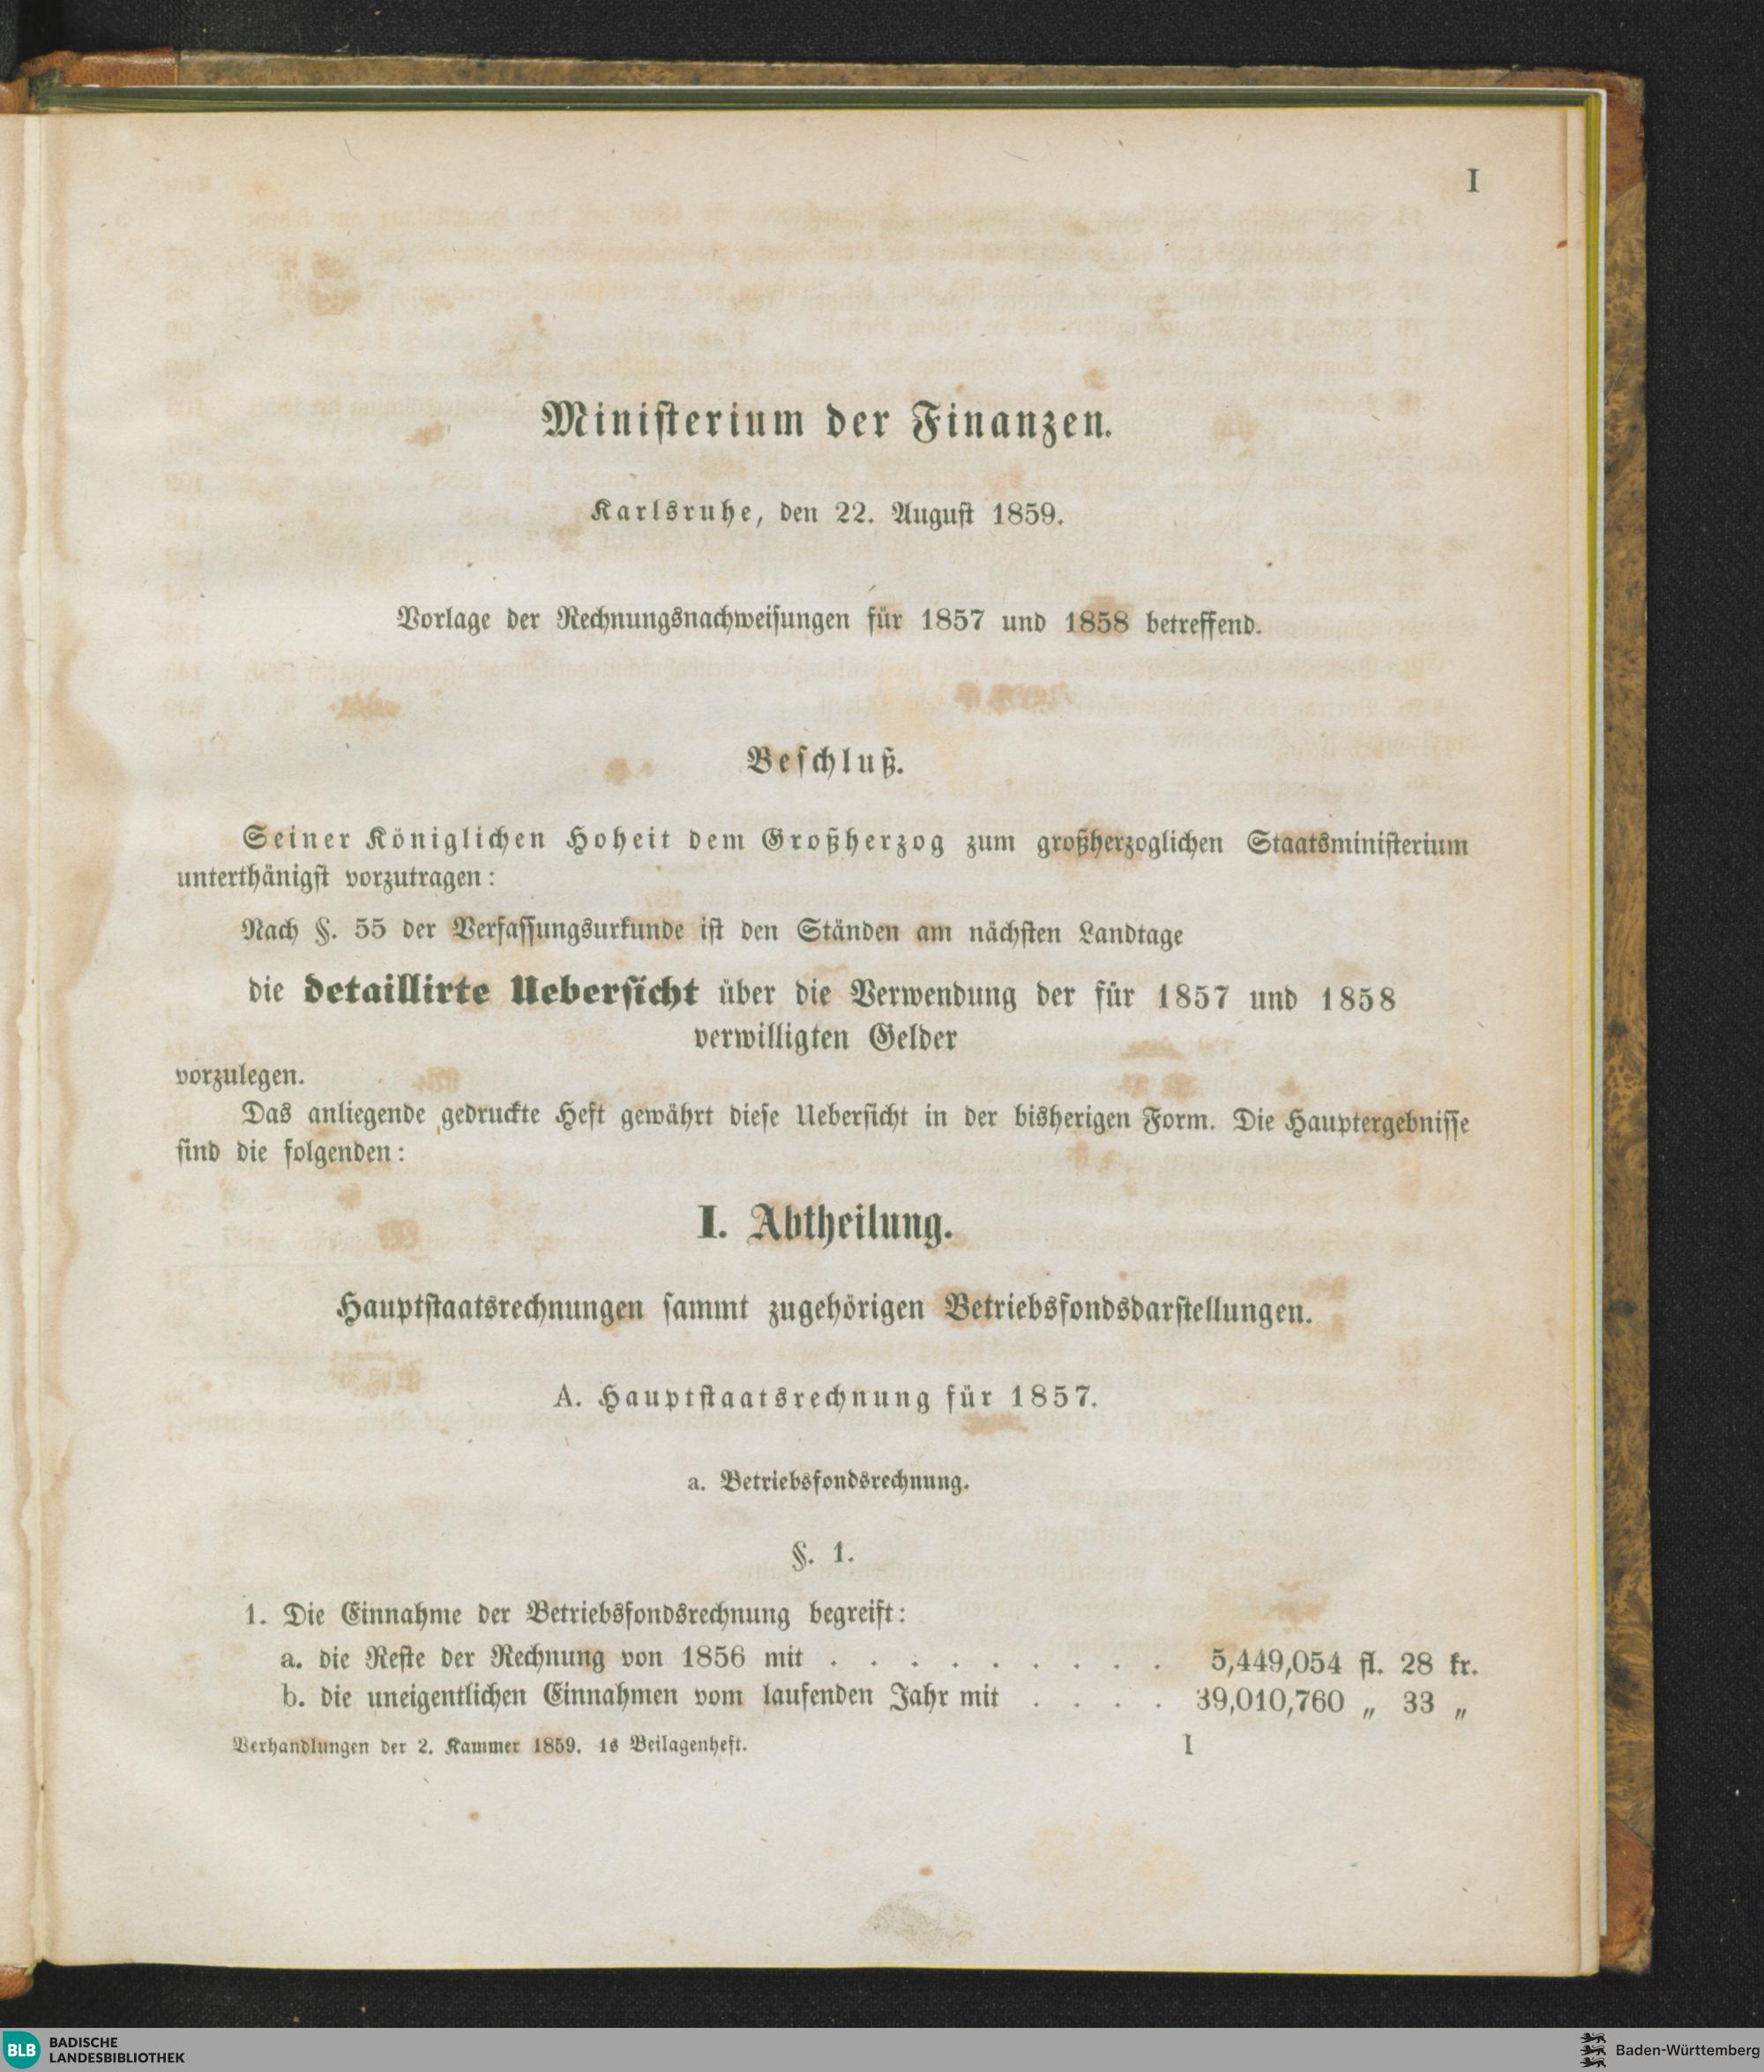 I
Ministerium der Finanzen.
Karlsruhe, den 22. August 1859.
Vorlage der Rechnungsnachweisungen für 1857 und 1858 betreffend.
Beschluß.
Seiner Königlichen Hoheit dem Großherzog zum großherzoglichen Staatsministerium
unterthänigst vorzutragen:
Nach §. 55 der Verfassungsurkunde ist den Ständen am nächsten Landtage
die detaillirte Uebersicht über die Verwendung der für 1857 und 1858
verwilligten Gelder
vorzulegen.
Das anliegende gedruckte Heft gewährt diese Uebersicht in der bisherigen Form. Die Hauptergebnisse
sind die folgenden:
I. Abtheilung.
Hauptstaatsrechnungen sammt zugehörigen Betriebsfondsdarstellungen.
A. Hauptstaatsrechnung für 1857.
a. Betriebsfondsrechnung.
§. 1.
1. Die Einnahme der Betriebsfondsrechnung begreift:
a. die Reste der Rechnung von 1856 mit . . . . . . . . . 5,449,054 fl. 28 kr.
b. die uneigentlichen Einnahmen vom laufenden Jahr mit . . . . 39,010,760 „ 33 „
Verhandlungen der 2. Kammer 1859. 1s Beilagenheft. I
BLB BADISCHE
LANDESBIBLIOTHEK
Baden-Württemberg